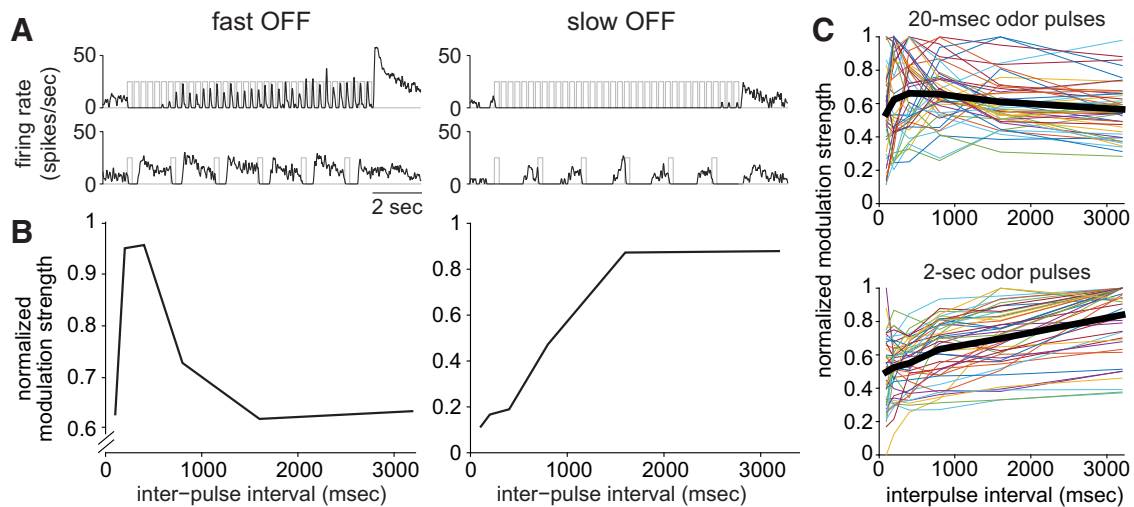 A
fast OFF
slow OFF
firing rate
(spikes/sec)
50
0
50
0
2 sec
50
0
50
0
B
normalized
modulation strength
1
0.9
0.8
0.7
0.6
0
1000
2000
3000
inter-pulse interval (msec)
1
0.8
0.6
0.4
0.2
0
0
1000
2000
3000
inter-pulse interval (msec)
C
20-msec odor pulses
normalized modulation strength
1
0.8
0.6
0.4
0.2
0
0
1000
2000
3000
2-sec odor pulses
1
0.8
0.6
0.4
0.2
0
0
1000
2000
3000
interpulse interval (msec)